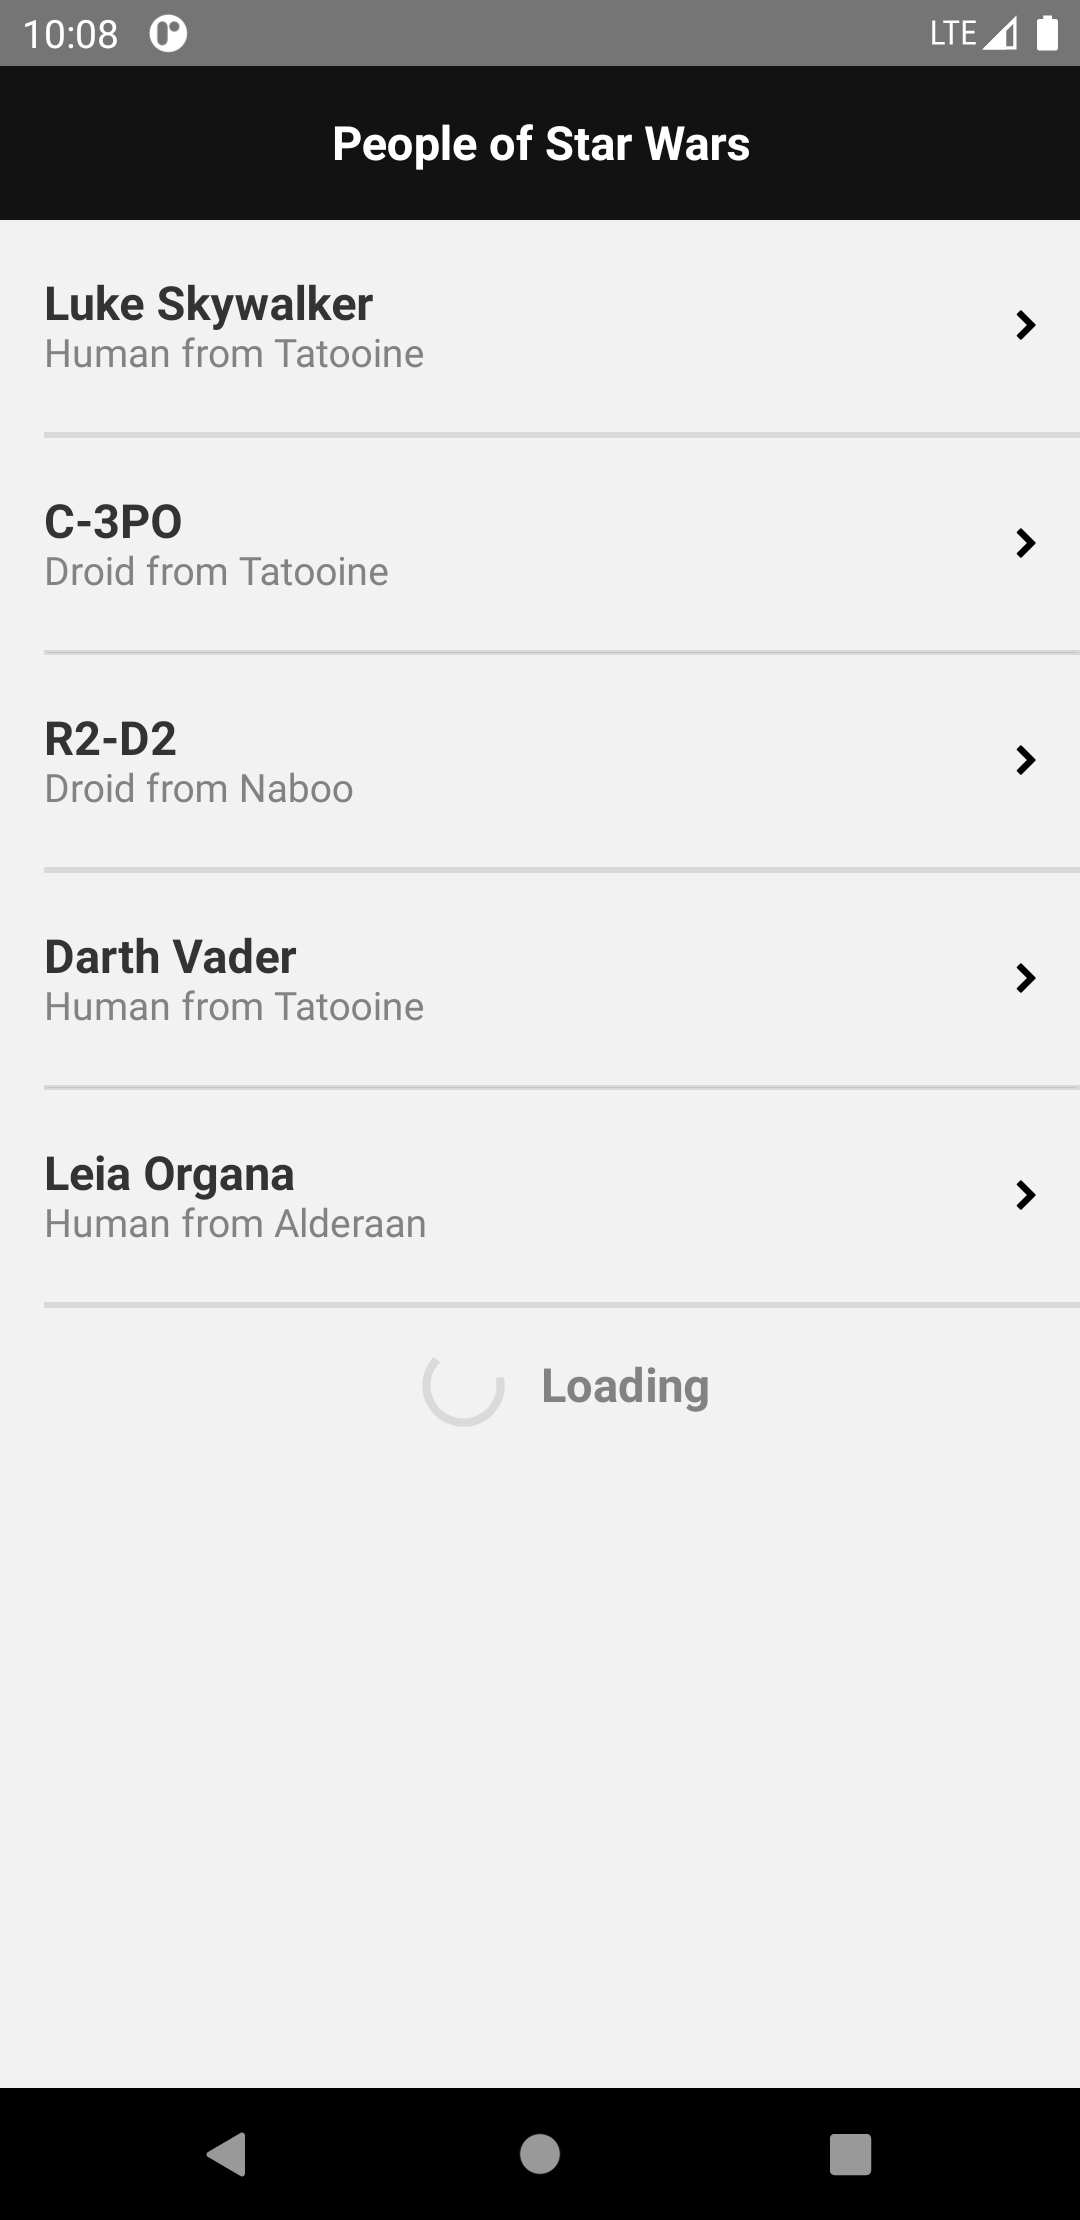 10:08 LTE
People of Star Wars
Luke Skywalker
Human from Tatooine
C-3PO
Droid from Tatooine
R2-D2
Droid from Naboo
Darth Vader
Human from Tatooine
Leia Organa
Human from Alderaan
Loading